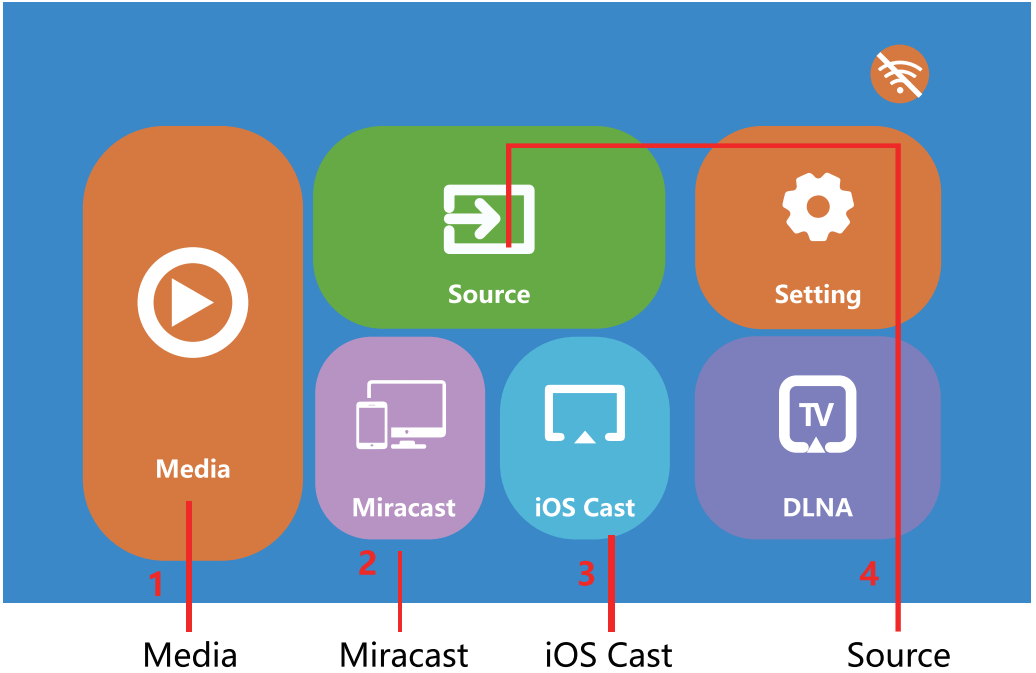 Source
Setting
Media
TV
Miracast
iOS Cast
DLNA
1
2
3
4
Media
Miracast
iOS Cast
Source